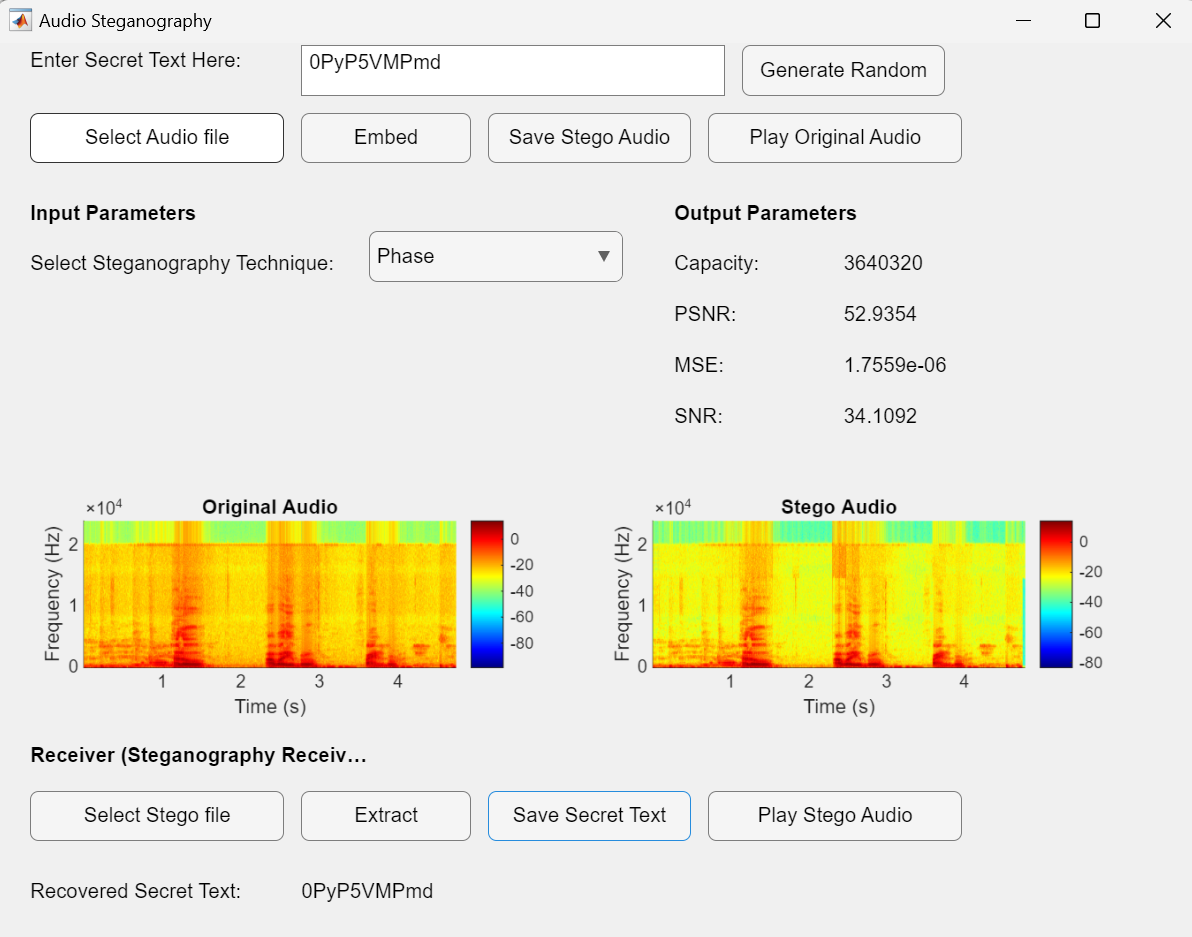 Audio Steganography
Enter Secret Text Here:
0PyP5VMPmd
Generate Random
Select Audio file
Embed
Save Stego Audio
Play Original Audio
Input Parameters
Output Parameters
Select Steganography Technique:
Phase
Capacity:
3640320
PSNR:
52.9354
MSE:
1.7559e-06
SNR:
34.1092
×10⁴
Original Audio
Frequency (Hz)
2
1
0
1 2 3 4
Time (s)
0
-20
-40
-60
-80
×10⁴
Stego Audio
Frequency (Hz)
2
1
0
1 2 3 4
Time (s)
0
-20
-40
-60
-80
Receiver (Steganography Receiv…
Select Stego file
Extract
Save Secret Text
Play Stego Audio
Recovered Secret Text:
0PyP5VMPmd